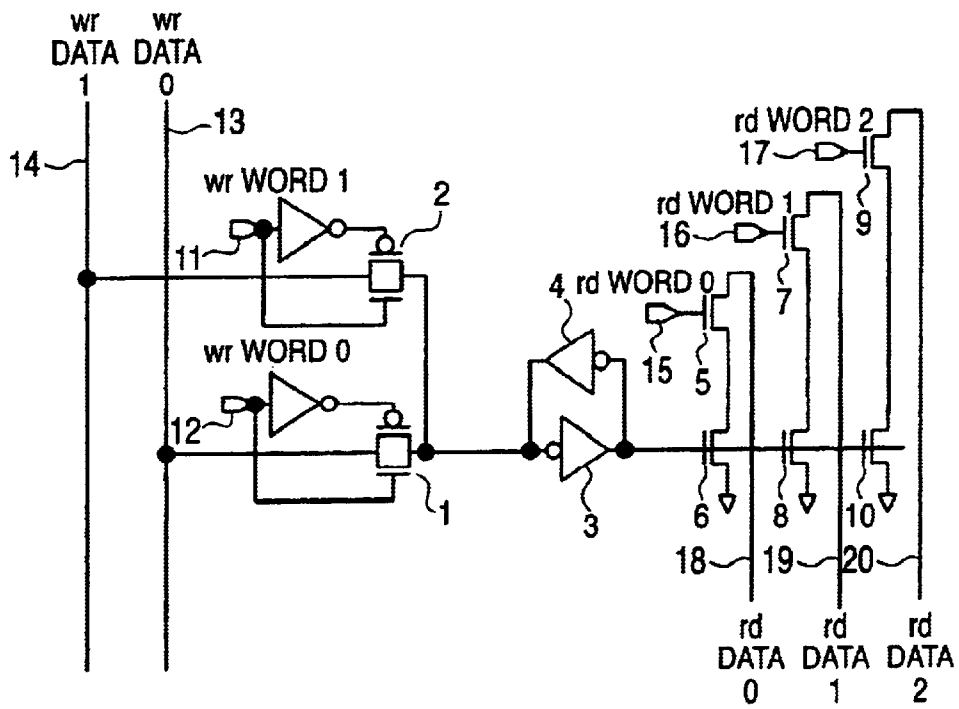 wr wr
DATA DATA
1 0
13
14
rd WORD 2
17
9
wr WORD 1
2
11
rd WORD 1
16
7
4 rd WORD 0
15
5
wr WORD 0
12
1
3
6
8
10
18 19 20
rd rd rd
DATA DATA DATA
0 1 2